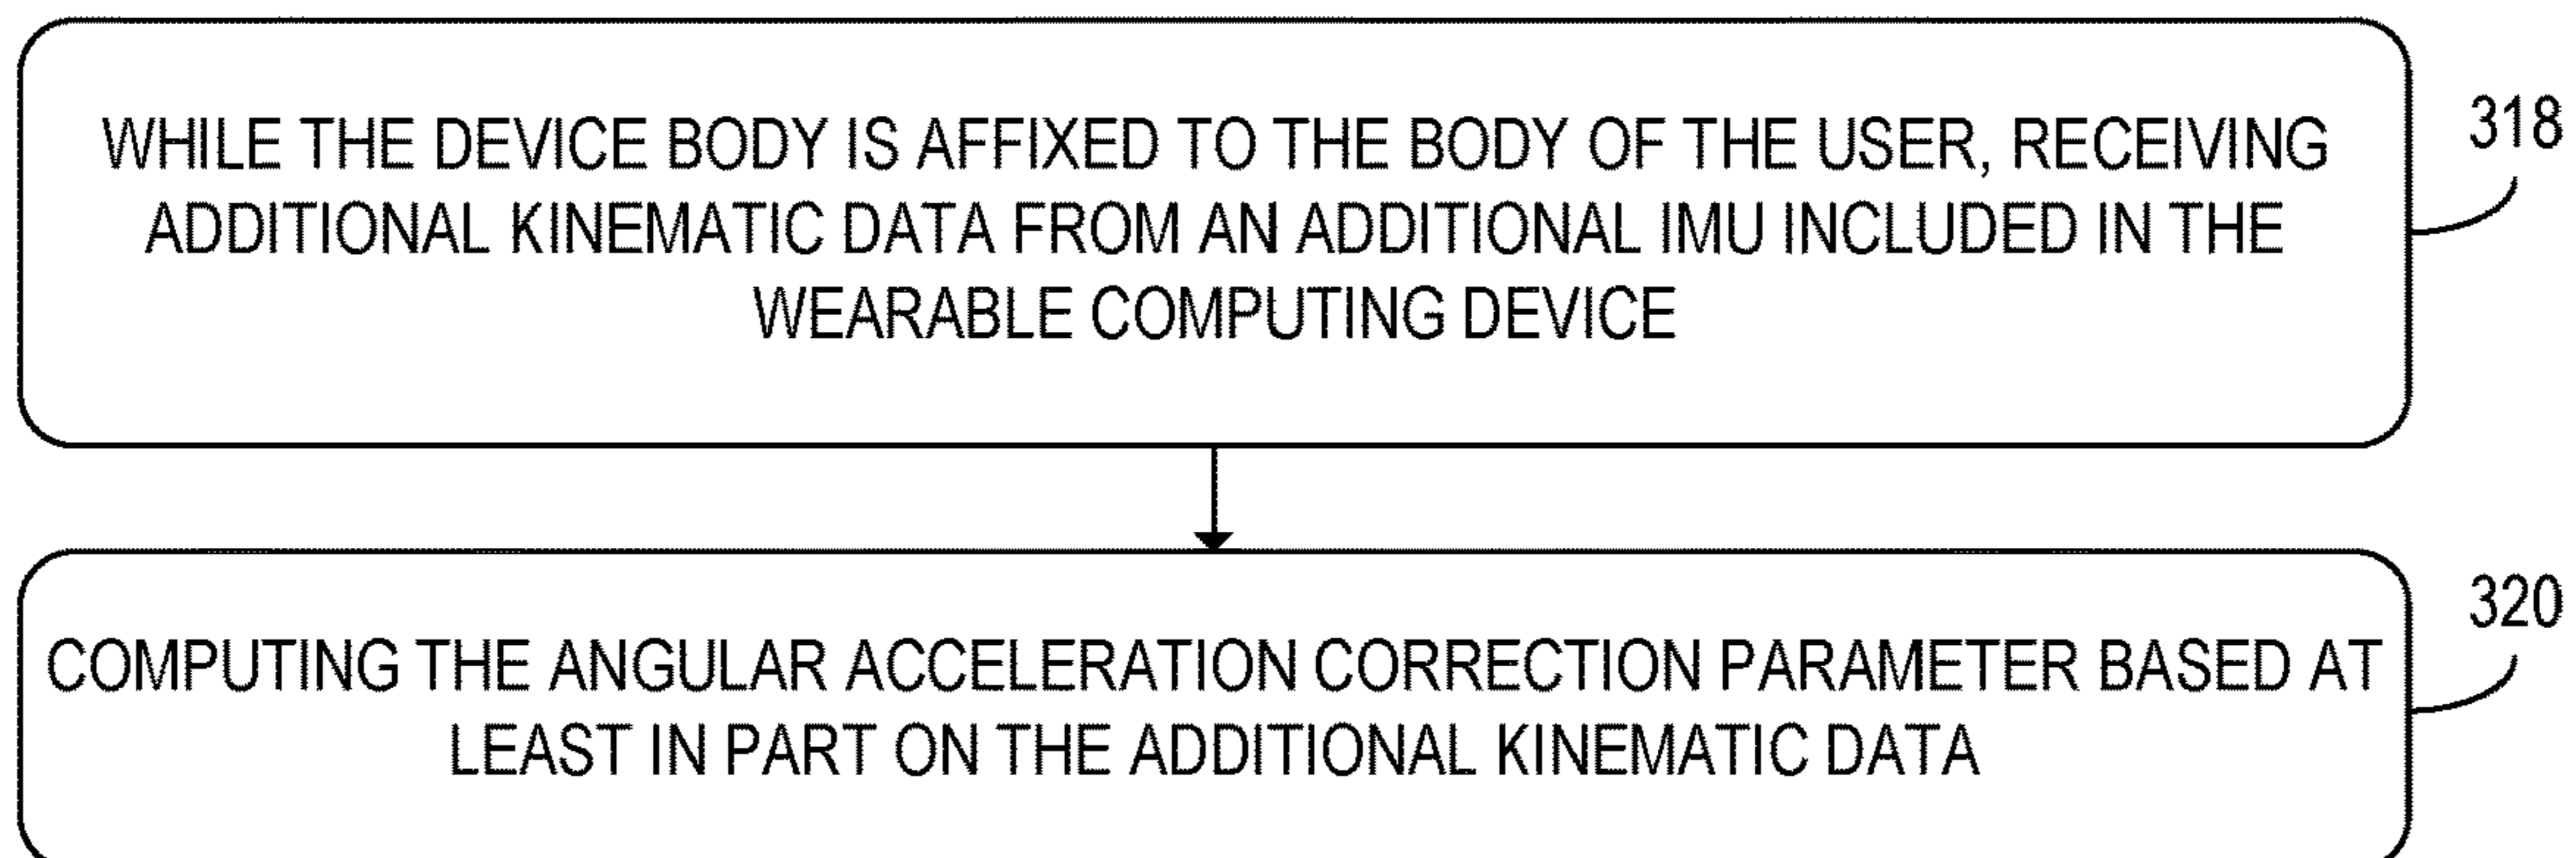 WHILE THE DEVICE BODY IS AFFIXED TO THE BODY OF THE USER, RECEIVING
ADDITIONAL KINEMATIC DATA FROM AN ADDITIONAL IMU INCLUDED IN THE
WEARABLE COMPUTING DEVICE
318
COMPUTING THE ANGULAR ACCELERATION CORRECTION PARAMETER BASED AT
LEAST IN PART ON THE ADDITIONAL KINEMATIC DATA
320